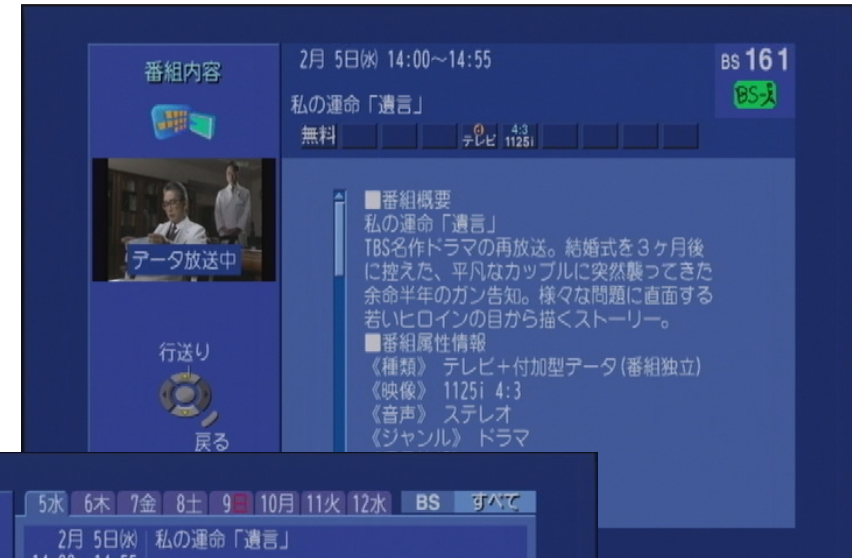 番組内容
データ放送中
行送り
戻る
2月 5日㈬ 14:00～14:55
BS 161
BS-i
私の運命「遺言」
無料
テレビ
4:3
1125i
■番組概要
私の運命「遺言」
TBS名作ドラマの再放送。結婚式を３ヶ月後
に控えた、平凡なカップルに突然襲ってきた
余命半年のガン告知。様々な問題に直面する
若いヒロインの目から描くストーリー。
■番組属性情報
《種類》 テレビ＋付加型データ(番組独立)
《映像》 1125i 4:3
《音声》 ステレオ
《ジャンル》 ドラマ
5水 6木 7金 8土 9日 10月 11火 12水 BS すべて
2月 5日㈬ 私の運命「遺言」